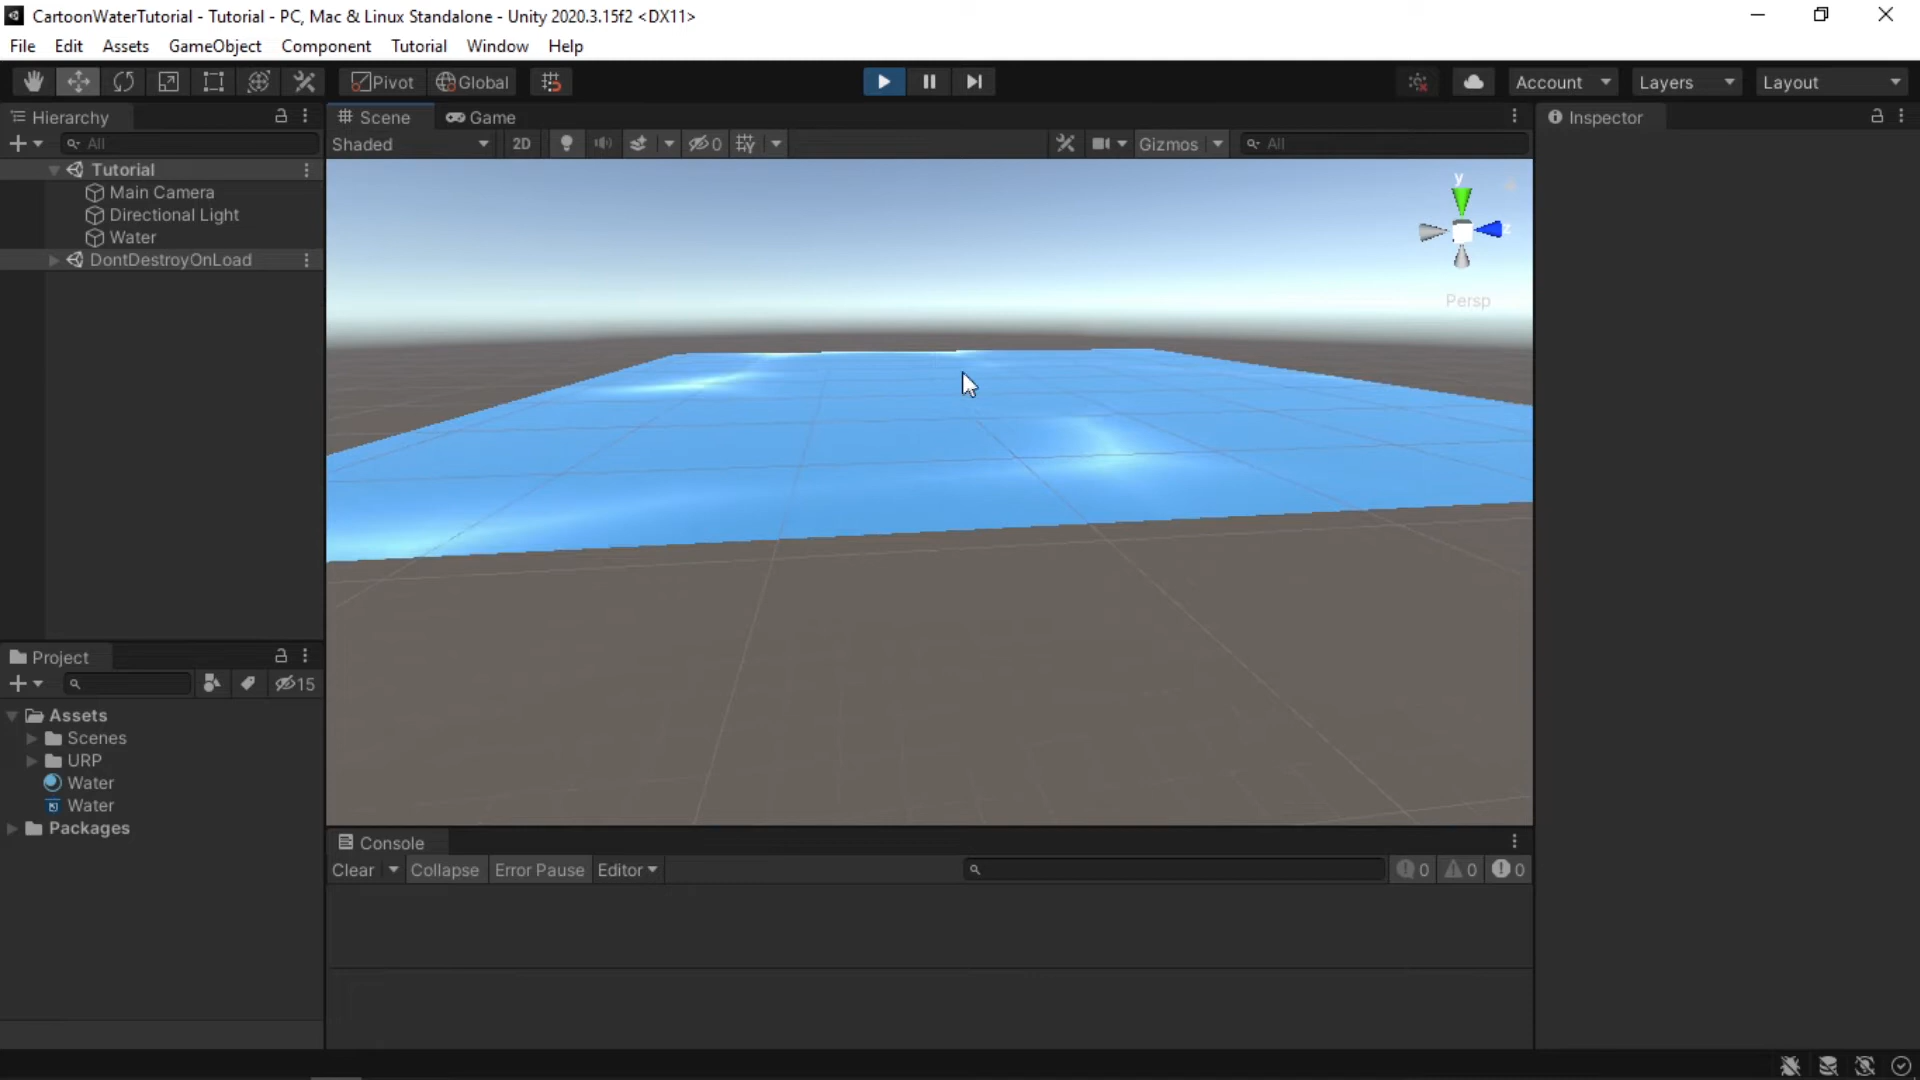 CartoonWaterTutorial - Tutorial - PC, Mac & Linux Standalone - Unity 2020.3.15f2 <DX11>
File Edit Assets GameObject Component Tutorial Window Help
Pivot Global Account Layers Layout
Hierarchy Scene Game Inspector
All Shaded 2D 0 Gizmos All
Tutorial
Main Camera
Directional Light
Water
DontDestroyOnLoad
y
z
Persp
Project
15
Assets
Scenes
URP
Water
Water
Packages
Console
Clear Collapse Error Pause Editor 0 0 0